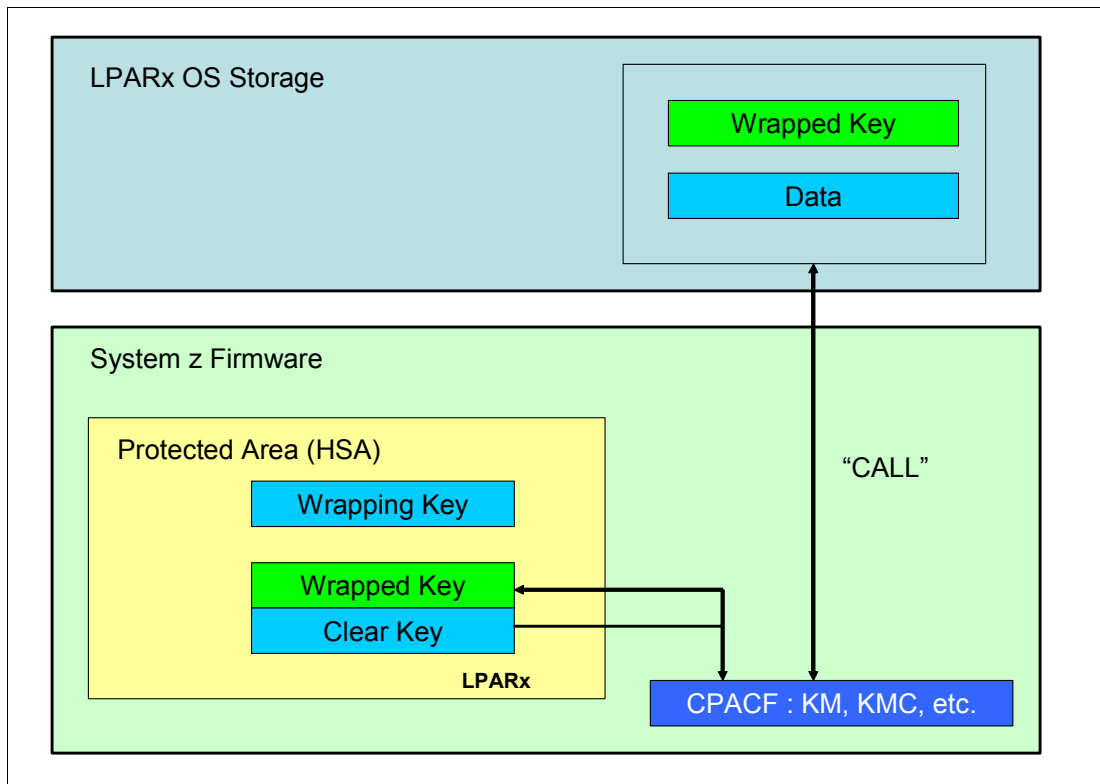 LPARx OS Storage
Wrapped Key
Data
System z Firmware
Protected Area (HSA)
“CALL”
Wrapping Key
Wrapped Key
Clear Key
LPARx
CPACF : KM, KMC, etc.